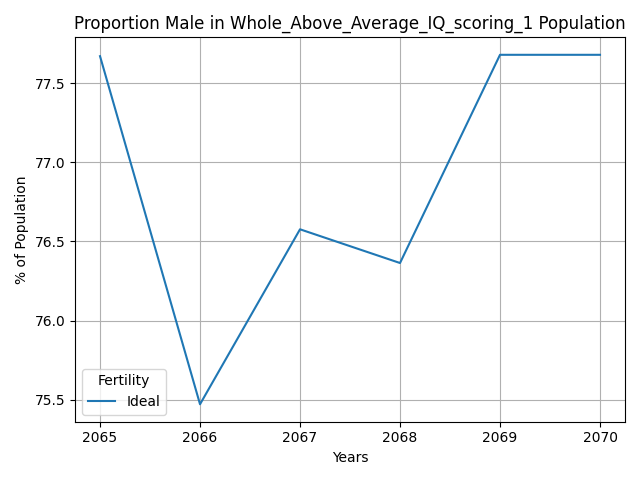 Proportion Male in Whole_Above_Average_IQ_scoring_1 Population
% of Population
77.5
77.0
76.5
76.0
75.5
Fertility
Ideal
2065 2066 2067 2068 2069 2070
Years